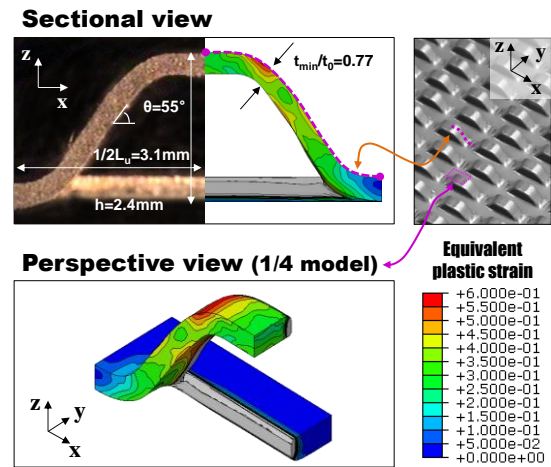 Sectional view
z
x
θ=55°
1/2Lu=3.1mm
h=2.4mm
tmin/t0=0.77
z
y
x
Perspective view (1/4 model)
z
y
x
Equivalent
plastic strain
+6.000e-01
+5.500e-01
+5.000e-01
+4.500e-01
+4.000e-01
+3.500e-01
+3.000e-01
+2.500e-01
+2.000e-01
+1.500e-01
+1.000e-01
+5.000e-02
+0.000e+00